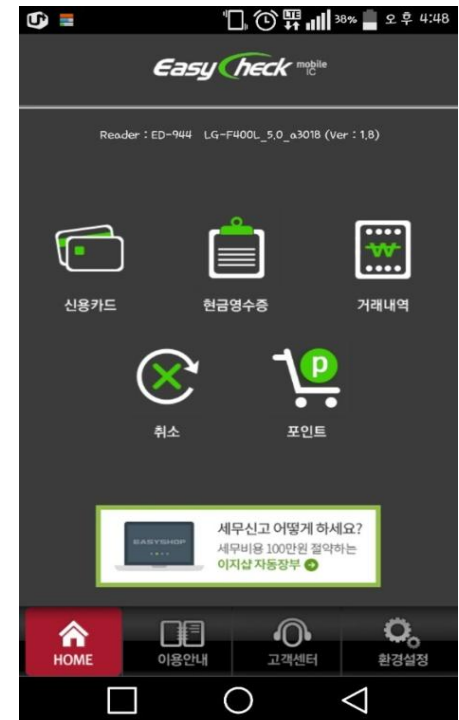 38% 오후 4:48
EasyCheck mobile IC
Reader : ED-944 LG-F400L_5.0_a3018 (Ver : 1.8)
신용카드 현금영수증 거래내역
취소 포인트
EASYSHOP
세무신고 어떻게 하세요?
세무비용 100만원 절약하는
이지샵 자동장부
HOME 이용안내 고객센터 환경설정